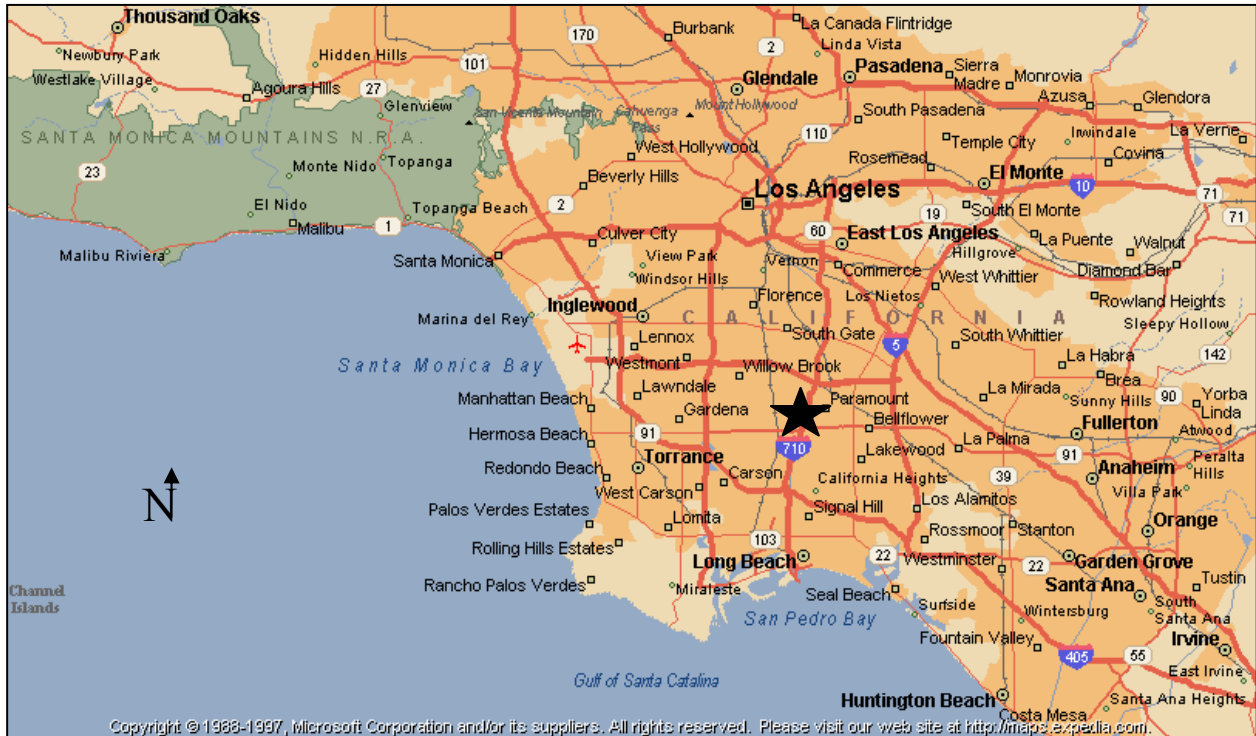 Thousand Oaks
La Canada Flintridge
170
Burbank
2
Linda Vista
Newbury Park
Hidden Hills
101
Glendale
Pasadena
Sierra
Madre
Monrovia
Westlake Village
Agoura Hills
27
Glenview
San Vicente Mountain
Cahuenga
Pass
Mount Hollywood
South Pasadena
Azusa
Glendora
SANTA MONICA MOUNTAINS N.R.A.
110
Temple City
Irwindale
La Verne
West Hollywood
Rosemead
Covina
Monte Nido
Topanga
23
Beverly Hills
Los Angeles
El Monte
10
71
El Nido
Topanga Beach
2
19
South El Monte
71
Malibu
1
Culver City
60
East Los Angeles
La Puente
Walnut
Malibu Riviera
Santa Monica
View Park
Vernon
Commerce
Hillgrove
Diamond Bar
Windsor Hills
West Whittier
Inglewood
Florence
Los Nietos
Rowland Heights
Marina del Rey
CALIFORNIA
Sleepy Hollow
Lennox
South Gate
5
South Whittier
142
Santa Monica Bay
Westmont
Willow Brook
La Habra
Brea
Lawndale
Paramount
La Mirada
Sunny Hills
90
Yorba
Linda
Manhattan Beach
Gardena
Bellflower
Fullerton
Atwood
Hermosa Beach
91
710
Lakewood
La Palma
91
Peralta
Hills
Redondo Beach
Torrance
Carson
California Heights
39
Anaheim
N
West Carson
Villa Park
Palos Verdes Estates
Lomita
Signal Hill
Los Alamitos
Orange
Rolling Hills Estates
103
Rossmoor
Stanton
Long Beach
22
Westminster
22
Garden Grove
Rancho Palos Verdes
Miraleste
Seal Beach
Santa Ana
Tustin
Channel
Islands
San Pedro Bay
Surfside
Wintersburg
South
Santa Ana
Fountain Valley
Irvine
405
55
East Irvine
Gulf of Santa Catalina
Huntington Beach
Santa Ana Heights
Costa Mesa
Copyright © 1988-1997, Microsoft Corporation and/or its suppliers. All rights reserved. Please visit our web site at http://maps.expedia.com.